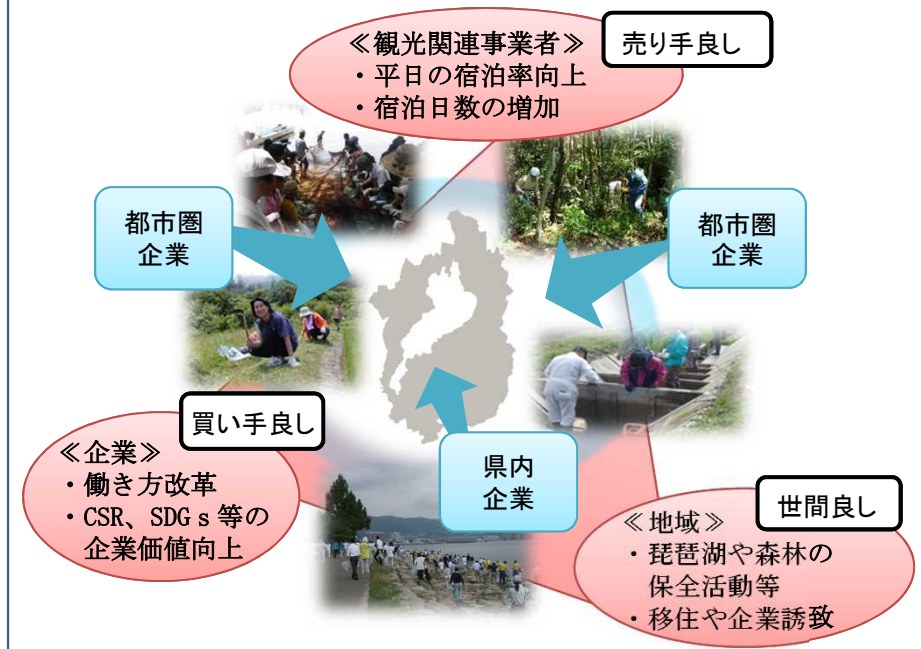 ≪観光関連事業者≫
・平日の宿泊率向上
・宿泊日数の増加
売り手良し
都市圏
企業
都市圏
企業
買い手良し
≪企業≫
・働き方改革
・CSR、SDGs等の
企業価値向上
県内
企業
世間良し
≪地域≫
・琵琶湖や森林の
保全活動等
・移住や企業誘致